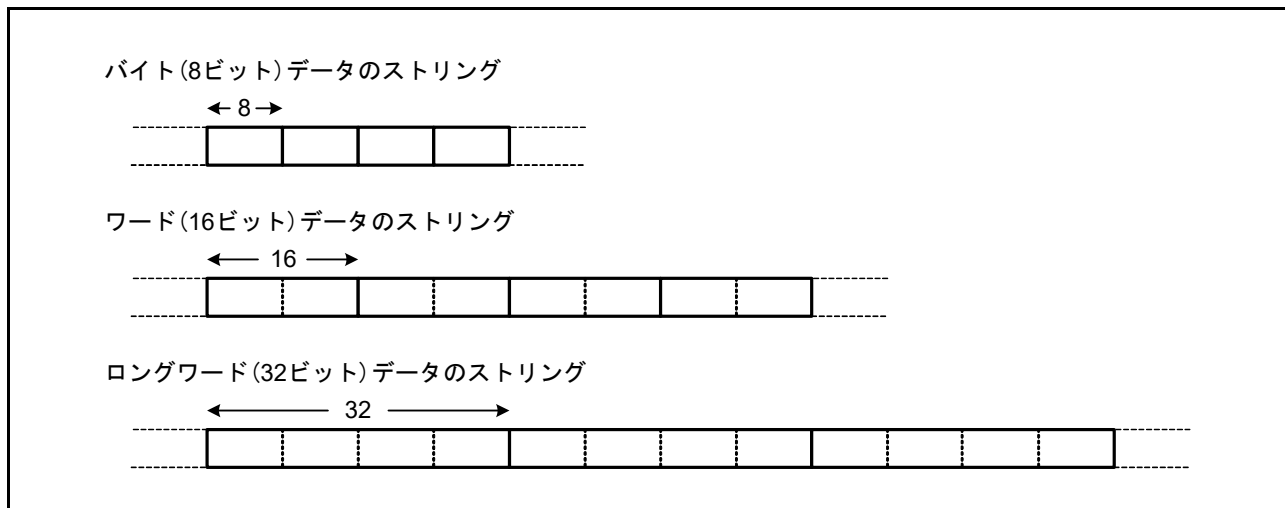 バイト(8ビット)データのストリング
8
ワード(16ビット)データのストリング
16
ロングワード(32ビット)データのストリング
32